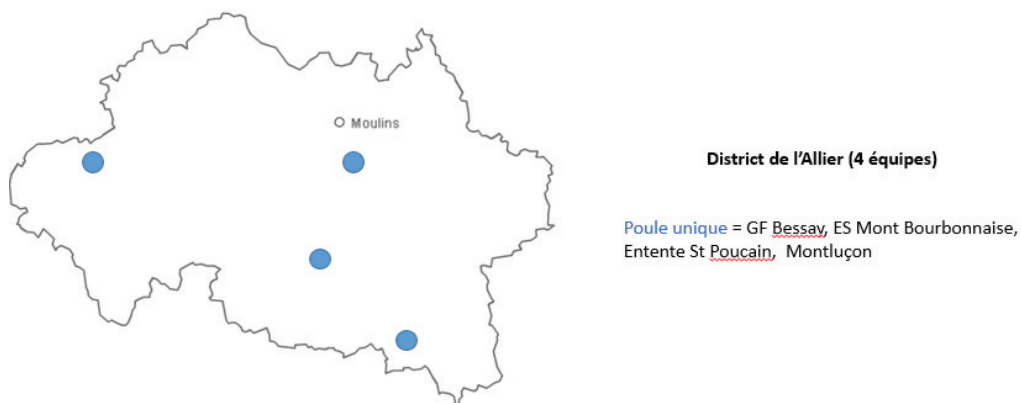 Moulins
District de l'Allier (4 équipes)
Poule unique = GF Bessay, ES Mont Bourbonnaise,
Entente St Poucain,  Montluçon